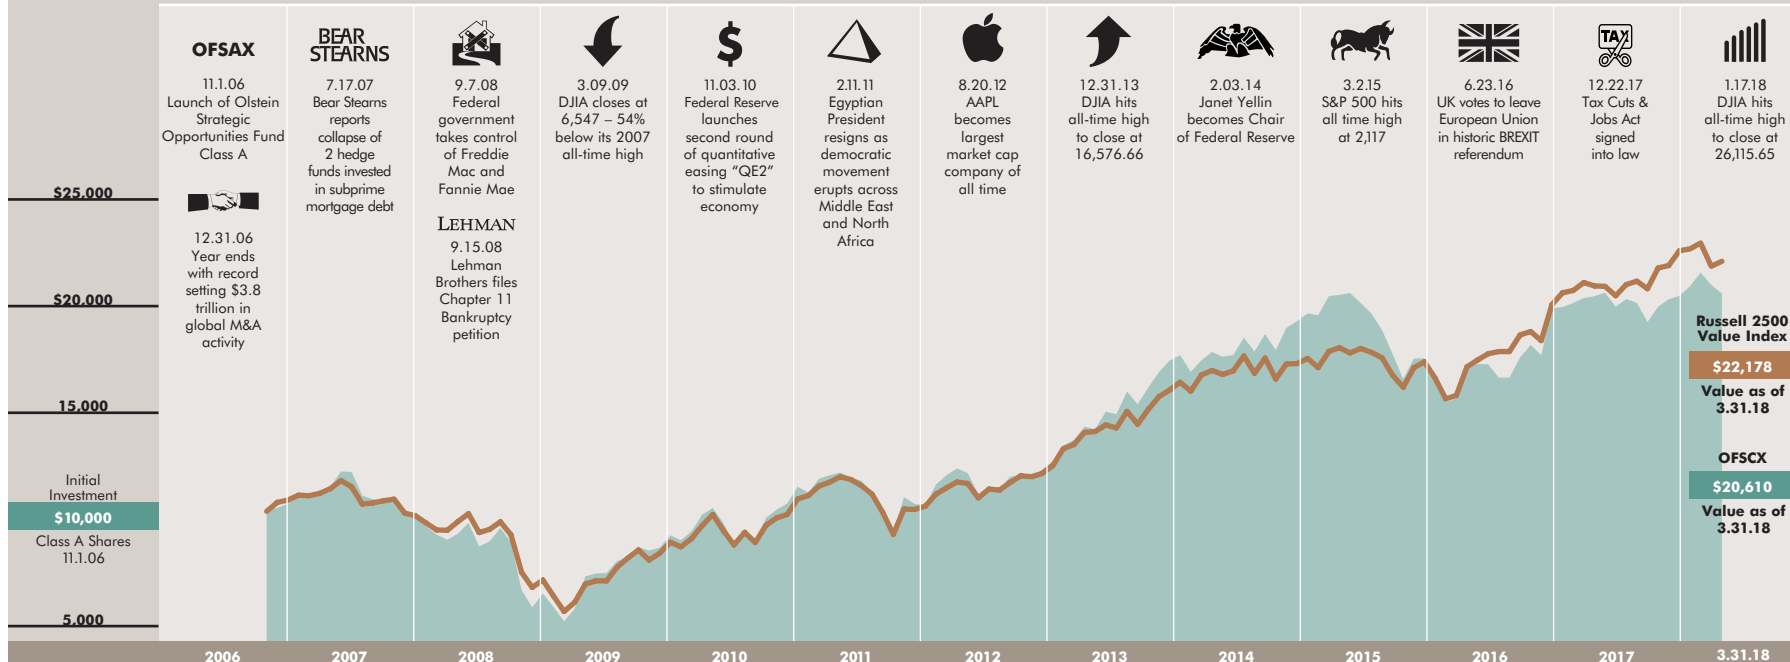 OFSAX
11.1.06
Launch of Olstein
Strategic
Opportunities Fund
Class A
12.31.06
Year ends
with record
setting $3.8
trillion in
global M&A
activity
BEAR
STEARNS
7.17.07
Bear Stearns
reports
collapse of
2 hedge
funds invested
in subprime
mortgage debt
9.7.08
Federal
government
takes control
of Freddie
Mac and
Fannie Mae
LEHMAN
9.15.08
Lehman
Brothers files
Chapter 11
Bankruptcy
petition
3.09.09
DJIA closes at
6,547 – 54%
below its 2007
all-time high
$
11.03.10
Federal Reserve
launches
second round
of quantitative
easing “QE2”
to stimulate
economy
2.11.11
Egyptian
President
resigns as
democratic
movement
erupts across
Middle East
and North
Africa
8.20.12
AAPL
becomes
largest
market cap
company of
all time
12.31.13
DJIA hits
all-time high
to close at
16,576.66
2.03.14
Janet Yellin
becomes Chair
of Federal Reserve
3.2.15
S&P 500 hits
all time high
at 2,117
6.23.16
UK votes to leave
European Union
in historic BREXIT
referendum
TAX
12.22.17
Tax Cuts &
Jobs Act
signed
into law
1.17.18
DJIA hits
all-time high
to close at
26,115.65
$25,000
$20,000
15,000
Initial
Investment
$10,000
Class A Shares
11.1.06
5,000
Russell 2500
Value Index
$22,178
Value as of
3.31.18
OFSCX
$20,610
Value as of
3.31.18
2006
2007
2008
2009
2010
2011
2012
2013
2014
2015
2016
2017
3.31.18